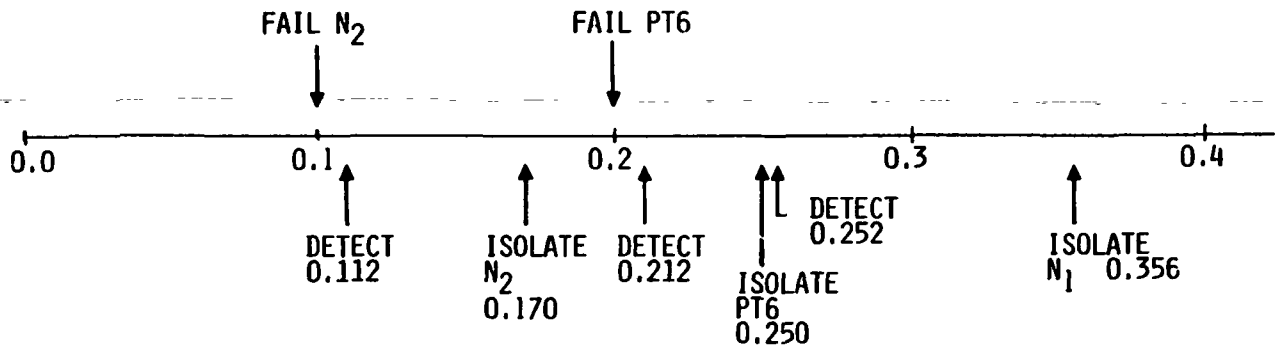 FAIL N2
FAIL PT6
0.0
0.1
0.2
0.3
0.4
DETECT
0.112
ISOLATE
N2
0.170
DETECT
0.212
ISOLATE
PT6
0.250
DETECT
0.252
ISOLATE
N1 0.356